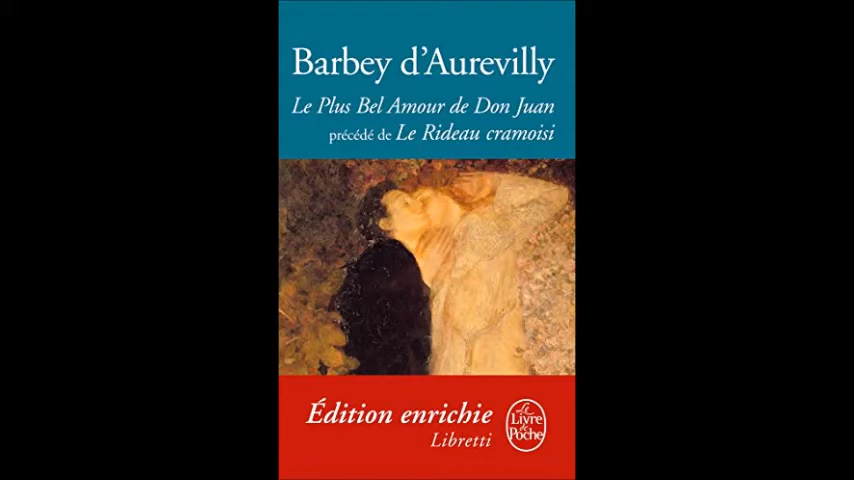 Barbey d'Aurevilly
Le Plus Bel Amour de Don Juan
précédé de Le Rideau cramoisi
Édition enrichie
Libretti
Le
Livre
de
Poche